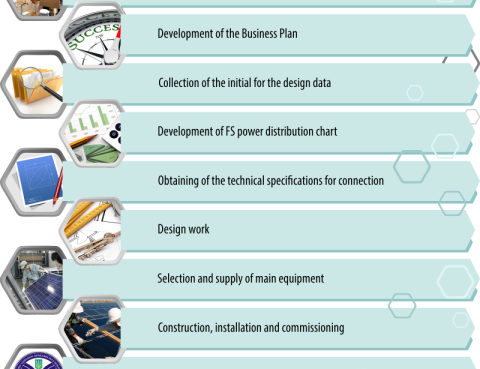 SUCCES
Development of the Business Plan
Collection of the initial for the design data
Development of FS power distribution chart
Obtaining of the technical specifications for connection
Design work
Selection and supply of main equipment
Construction, installation and commissioning